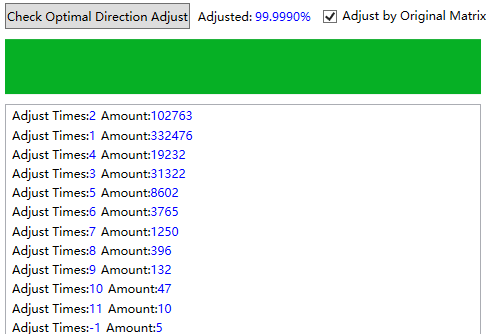 Check Optimal Direction Adjust Adjusted: 99.9990% Adjust by Original Matrix
Adjust Times:2 Amount:102763
Adjust Times:1 Amount:332476
Adjust Times:4 Amount:19232
Adjust Times:3 Amount:31322
Adjust Times:5 Amount:8602
Adjust Times:6 Amount:3765
Adjust Times:7 Amount:1250
Adjust Times:8 Amount:396
Adjust Times:9 Amount:132
Adjust Times:10 Amount:47
Adjust Times:11 Amount:10
Adjust Times:-1 Amount:5